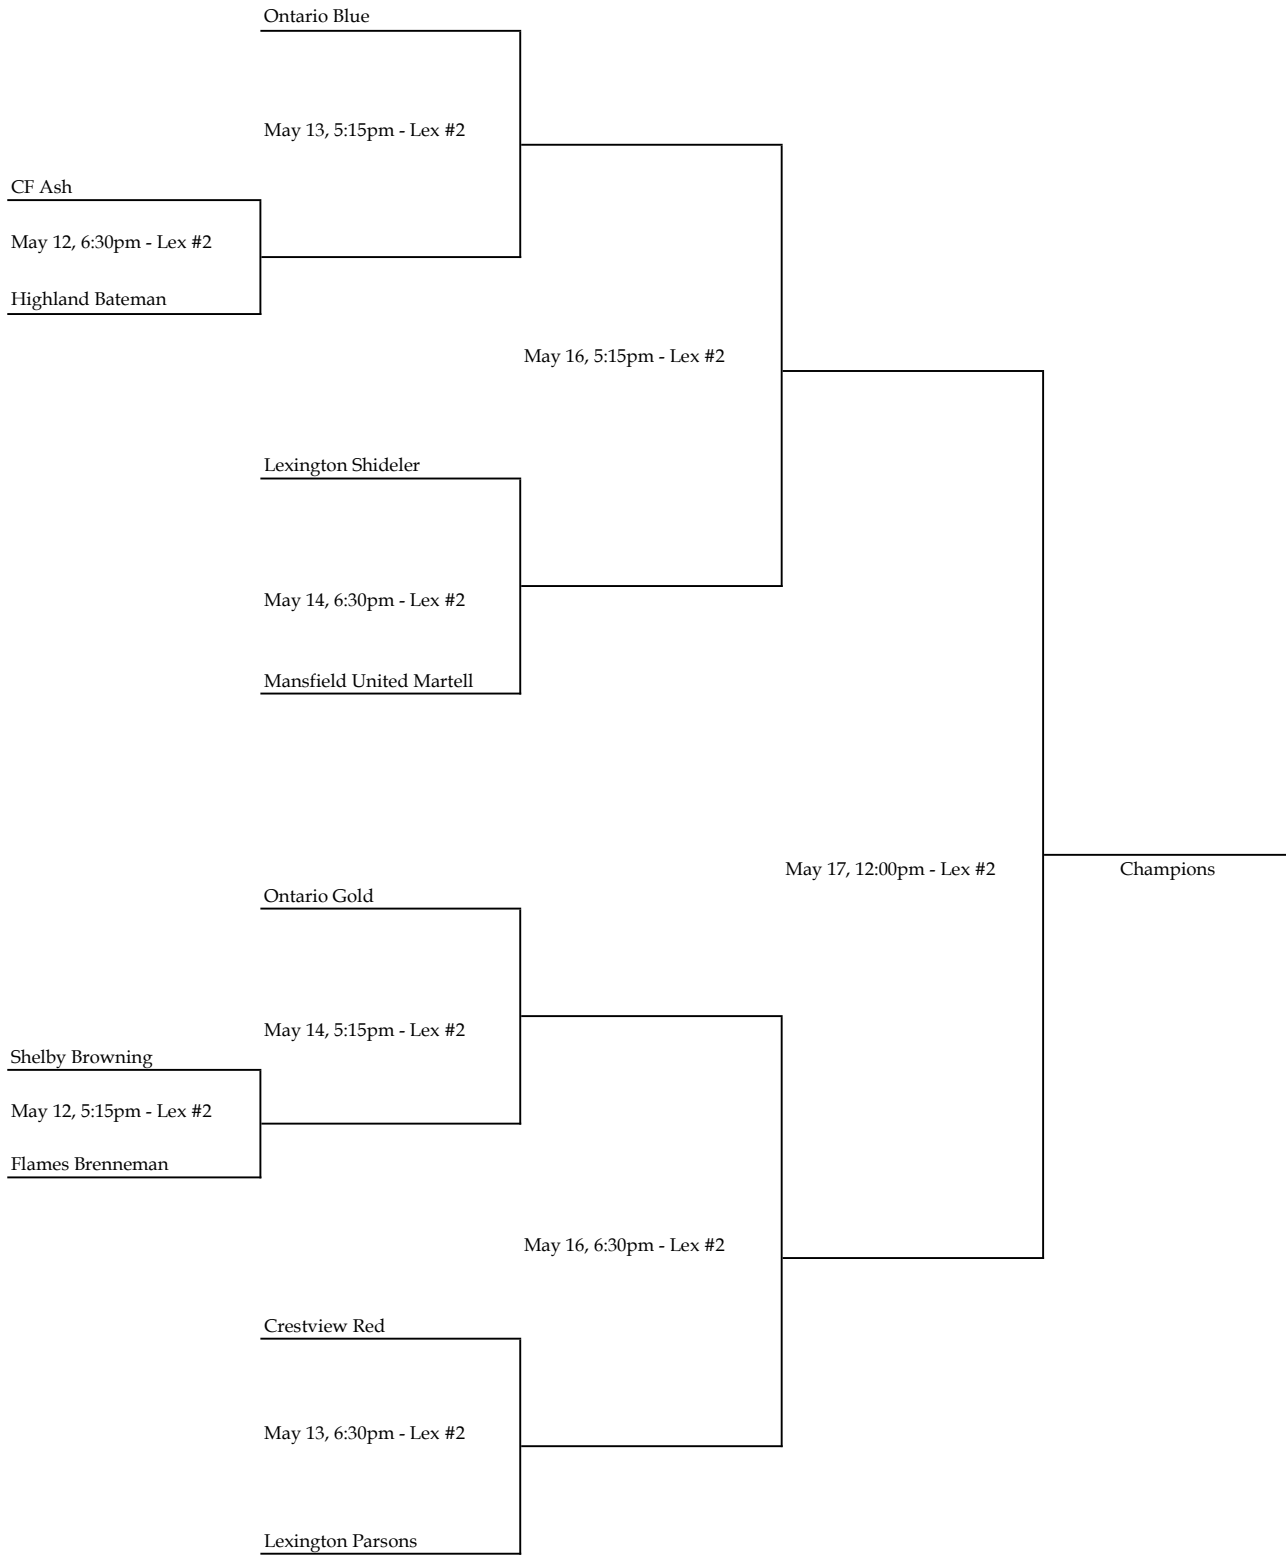 Ontario Blue
May 13, 5:15pm - Lex #2
CF Ash
May 12, 6:30pm - Lex #2
Highland Bateman
May 16, 5:15pm - Lex #2
Lexington Shideler
May 14, 6:30pm - Lex #2
Mansfield United Martell
May 17, 12:00pm - Lex #2
Champions
Ontario Gold
May 14, 5:15pm - Lex #2
Shelby Browning
May 12, 5:15pm - Lex #2
Flames Brenneman
May 16, 6:30pm - Lex #2
Crestview Red
May 13, 6:30pm - Lex #2
Lexington Parsons